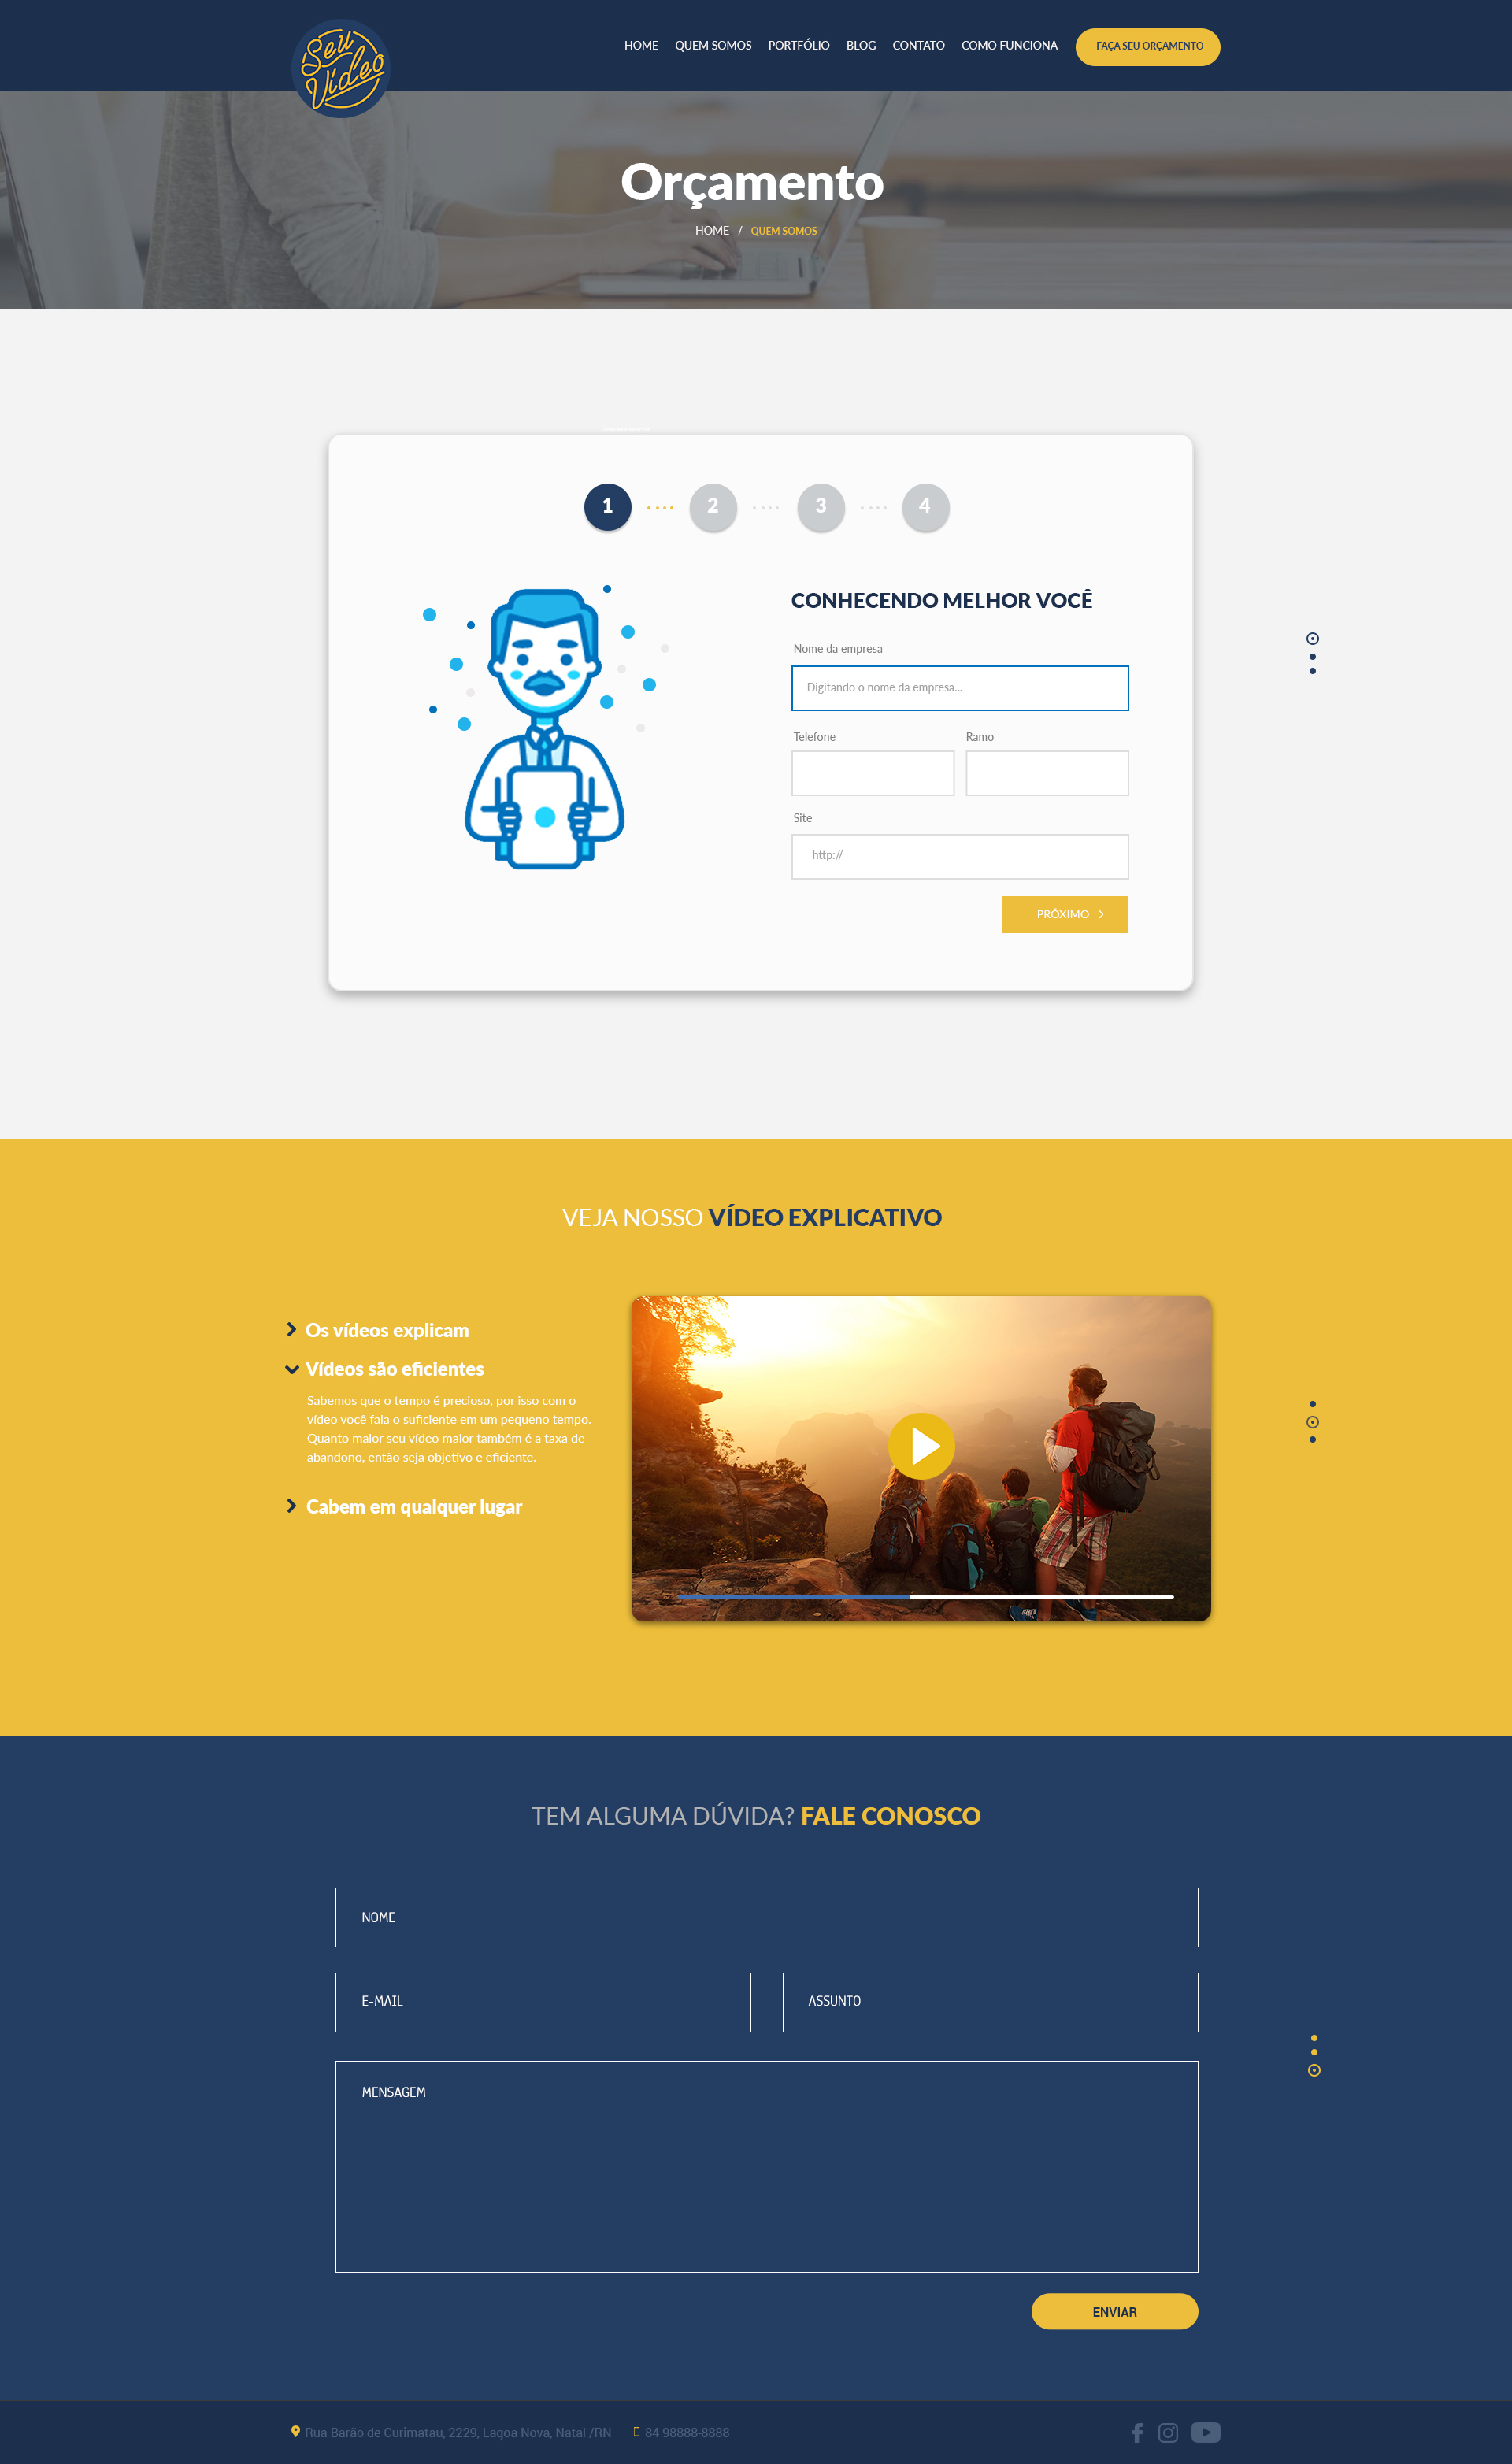 Seu
Vídeo
HOME QUEM SOMOS PORTFÓLIO BLOG CONTATO COMO FUNCIONA FAÇA SEU ORÇAMENTO
Orçamento
HOME / QUEM SOMOS
1 2 3 4
CONHECENDO MELHOR VOCÊ
Nome da empresa
Digitando o nome da empresa...
Telefone Ramo
Site
http://
PRÓXIMO
VEJA NOSSO VÍDEO EXPLICATIVO
Os vídeos explicam
Vídeos são eficientes
Sabemos que o tempo é precioso, por isso com o
vídeo você fala o suficiente em um pequeno tempo.
Quanto maior seu vídeo maior também é a taxa de
abandono, então seja objetivo e eficiente.
Cabem em qualquer lugar
TEM ALGUMA DÚVIDA? FALE CONOSCO
NOME
E-MAIL ASSUNTO
MENSAGEM
ENVIAR
Rua Barão de Curimatau, 2229, Lagoa Nova, Natal /RN 84 98888-8888